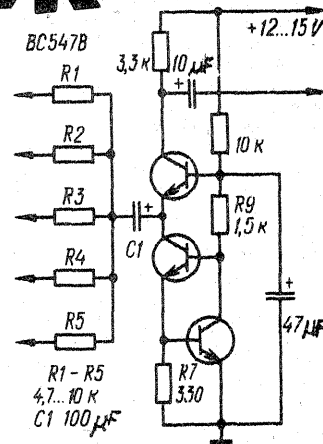 BC547B
+12...15 V
3,3 к
10 µF
R1
R2
10 к
R3
R9
1,5 к
C1
R4
R5
47 µF
R7
330
R1 - R5
4,7...10 к
C1 100 µF